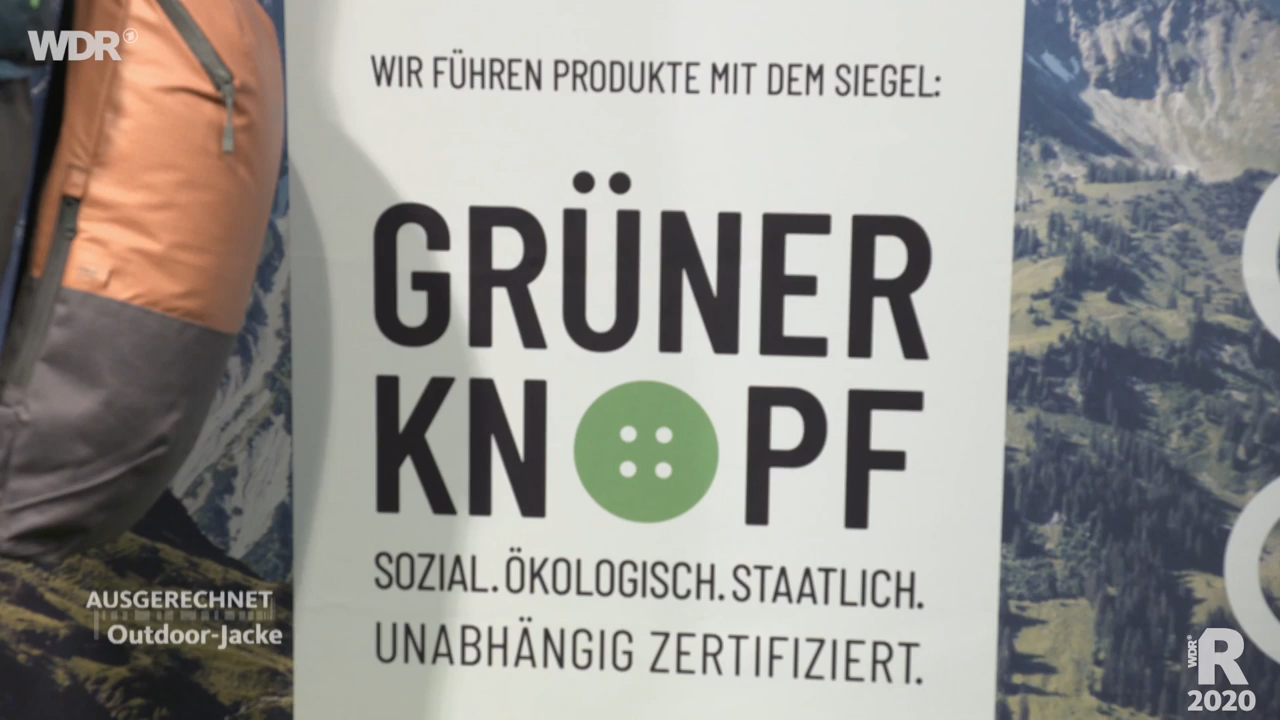 WDR
WIR FÜHREN PRODUKTE MIT DEM SIEGEL:
GRÜNER
KNOPF
SOZIAL. ÖKOLOGISCH. STAATLICH.
UNABHÄNGIG ZERTIFIZIERT.
AUSGERECHNET
Outdoor-Jacke
WDR R
2020